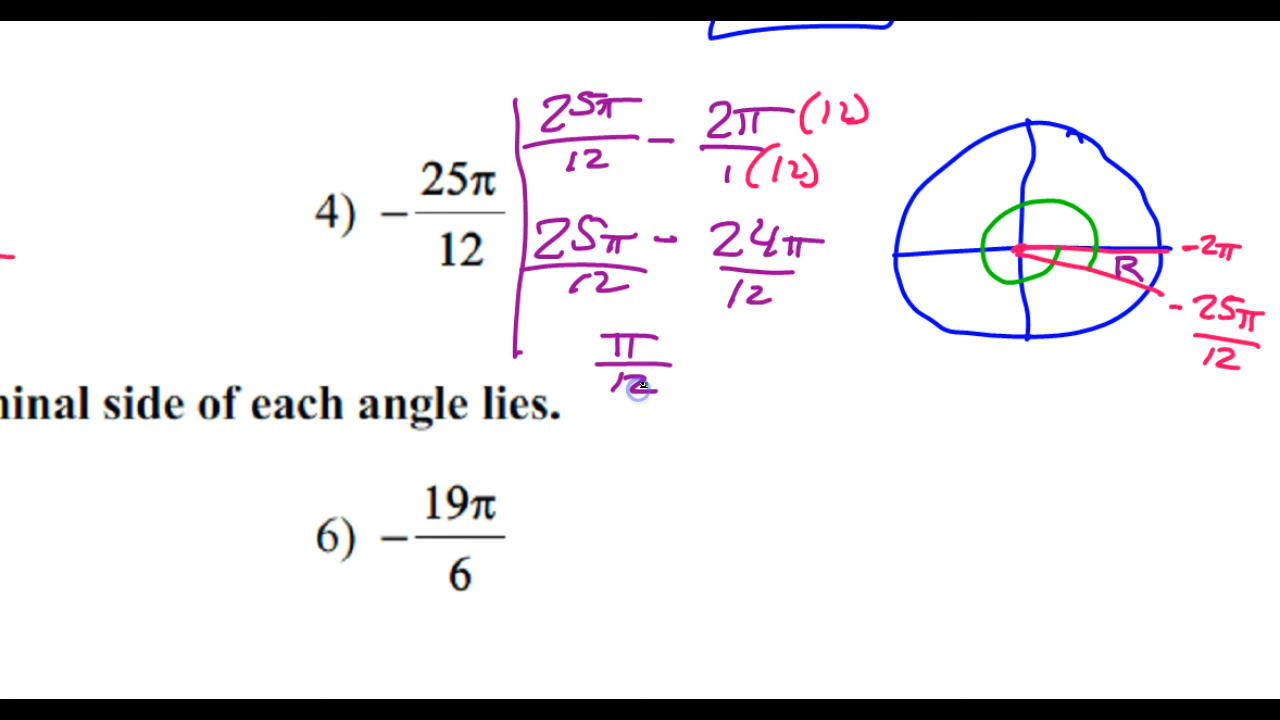 4) -25π/12
25π/12 - 2π(12)/1(12)
25π/12 - 24π/12
π/12
-2π
R
-25π/12
minal side of each angle lies.
6) -19π/6